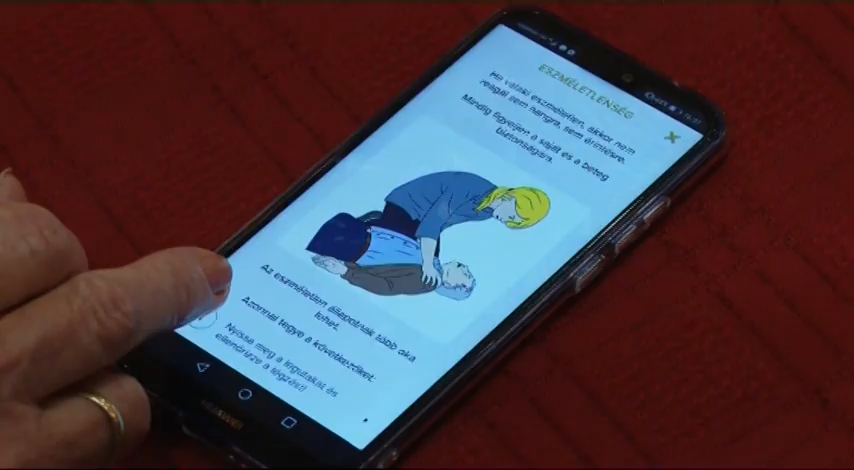 ESZMÉLETLENSÉG
Ha valaki eszméletlen, akkor nem
reagál sem hangra, sem érintésre.
Mindig figyeljen a saját és a beteg
biztonságára.
Az eszméletlen állapotnak több oka
lehet.
Azonnal tegye a következőket.
Nyissa meg a légutakat és
ellenőrizze a légzést!
HUAWEI